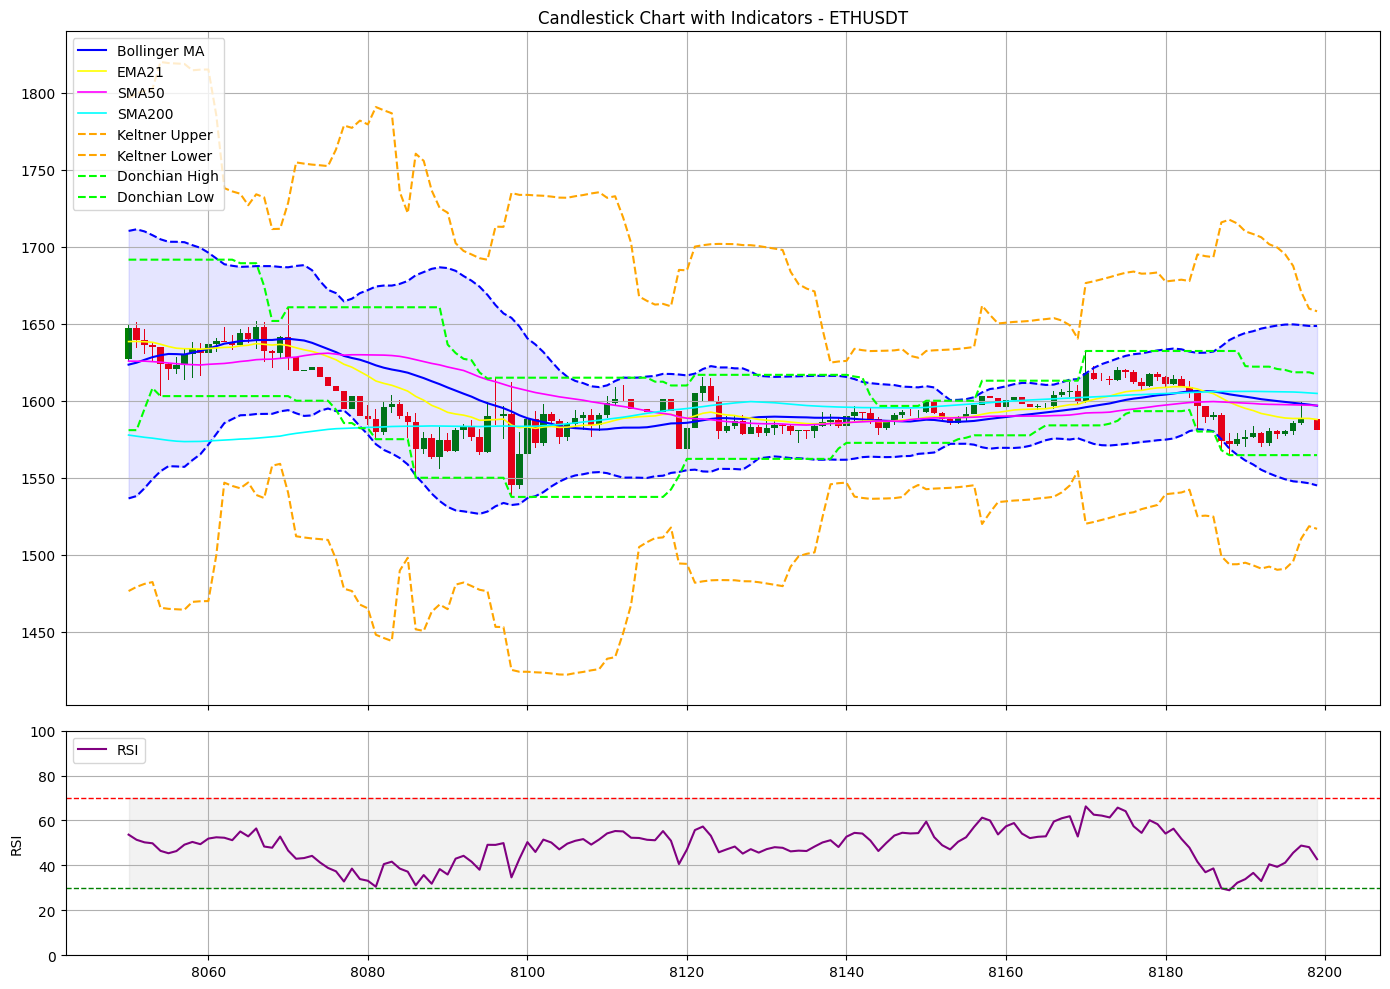 Candlestick Chart with Indicators - ETHUSDT
Bollinger MA
EMA21
SMA50
SMA200
Keltner Upper
Keltner Lower
Donchian High
Donchian Low
1800
1750
1700
1650
1600
1550
1500
1450
RSI
100
80
60
40
20
0
RSI
8060
8080
8100
8120
8140
8160
8180
8200